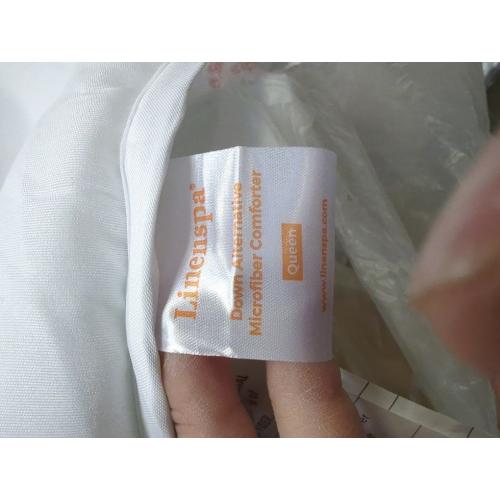 Linenspa®
Down Alternative
Microfiber Comforter
Queen
www.linenspa.com